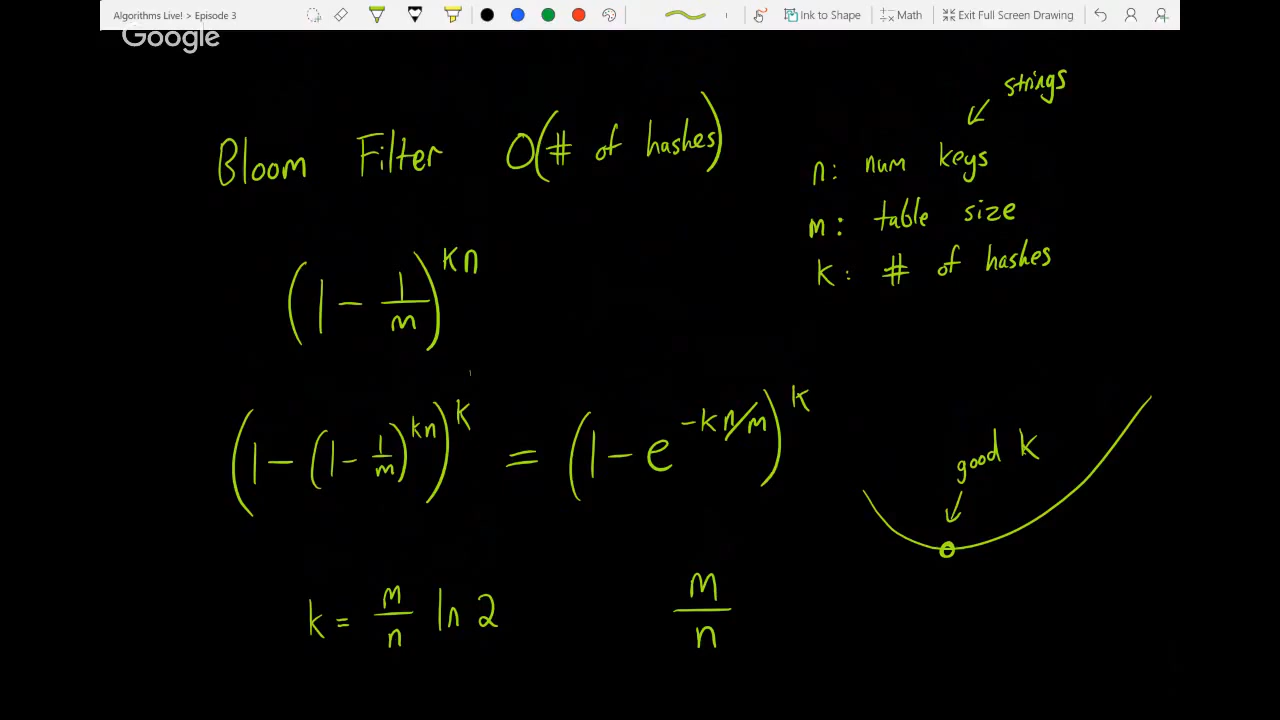 Algorithms Live! > Episode 3
Ink to Shape
Math
Exit Full Screen Drawing
Google
Bloom Filter O(# of hashes)
strings
n: num keys
m: table size
k: # of hashes
(1 - 1/m)^kn
(1 - (1 - 1/m)^kn)^k = (1 - e^-kn/m)^k
good k
k = m/n ln 2
m/n